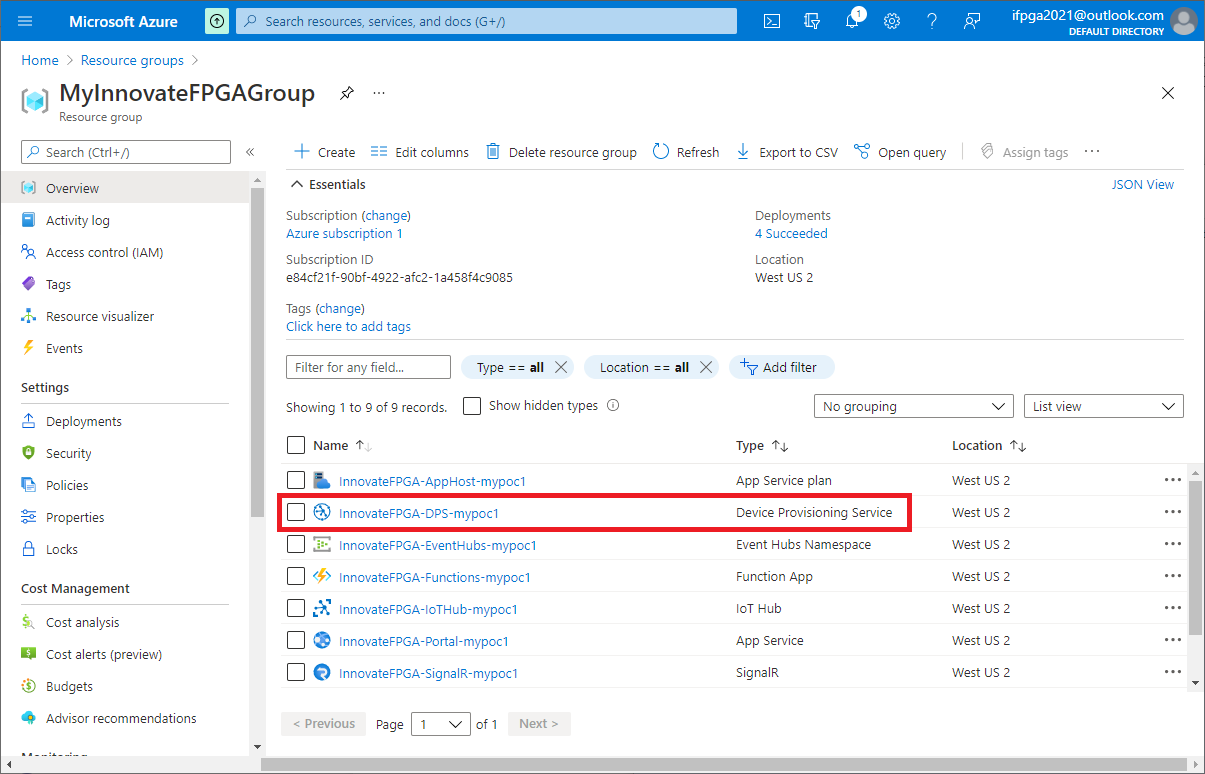 Microsoft Azure
Search resources, services, and docs (G+/)
1
ifpga2021@outlook.com
DEFAULT DIRECTORY
Home > Resource groups >
MyInnovateFPGAGroup
Resource group
Search (Ctrl+/)
«
Overview
Activity log
Access control (IAM)
Tags
Resource visualizer
Events
Settings
Deployments
Security
Policies
Properties
Locks
Cost Management
Cost analysis
Cost alerts (preview)
Budgets
Advisor recommendations
Monitoring
Create Edit columns Delete resource group Refresh Export to CSV Open query Assign tags
Essentials
JSON View
Subscription (change)
Azure subscription 1
Subscription ID
e84cf21f-90bf-4922-afc2-1a458f4c9085
Tags (change)
Click here to add tags
Deployments
4 Succeeded
Location
West US 2
Filter for any field...
Type == all
Location == all
Add filter
Showing 1 to 9 of 9 records.
Show hidden types
No grouping
List view
Name Type Location
InnovateFPGA-AppHost-mypoc1 App Service plan West US 2
InnovateFPGA-DPS-mypoc1 Device Provisioning Service West US 2
InnovateFPGA-EventHubs-mypoc1 Event Hubs Namespace West US 2
InnovateFPGA-Functions-mypoc1 Function App West US 2
InnovateFPGA-IoTHub-mypoc1 IoT Hub West US 2
InnovateFPGA-Portal-mypoc1 App Service West US 2
InnovateFPGA-SignalR-mypoc1 SignalR West US 2
< Previous Page 1 of 1 Next >